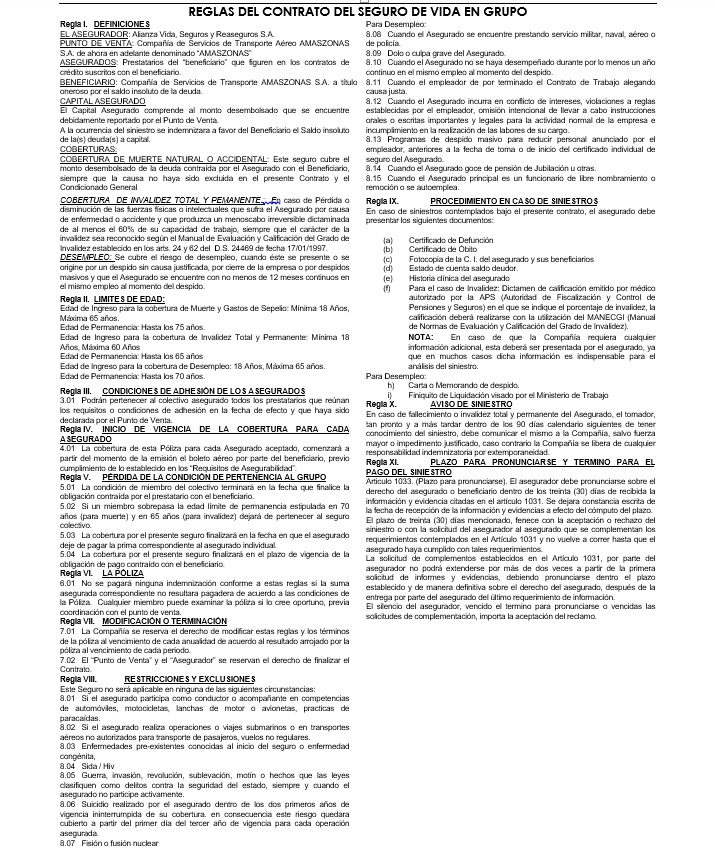 REGLAS DEL CONTRATO DEL SEGURO DE VIDA EN GRUPO
Regla I. DEFINICIONES
EL ASEGURADOR: Alianza Vida, Seguros y Reaseguros S.A.
PUNTO DE VENTA: Compañía de Servicios de Transporte Aéreo AMAZONAS
S.A. de ahora en adelante denominado "AMAZONAS"
ASEGURADOS: Prestatarios del "beneficiario" que figuren en los contratos de
crédito suscritos con el beneficiario.
BENEFICIARIO: Compañía de Servicios de Transporte AMAZONAS S.A. a título
oneroso por el saldo insoluto de la deuda.
CAPITAL ASEGURADO
El Capital Asegurado comprende al monto desembolsado que se encuentre
debidamente reportado por el Punto de Venta.
A la ocurrencia del siniestro se indemnizara a favor del Beneficiario el Saldo insoluto
de la(s) deuda(s) a capital.
COBERTURAS:
COBERTURA DE MUERTE NATURAL O ACCIDENTAL: Este seguro cubre el
monto desembolsado de la deuda contraída por el Asegurado con el Beneficiario,
siempre que la causa no haya sido excluida en el presente Contrato y el
Condicionado General
COBERTURA DE INVALIDEZ TOTAL Y PEMANENTE. En caso de Pérdida o
disminución de las fuerzas físicas o intelectuales que sufra el Asegurado por causa
de enfermedad o accidente y que produzca un menoscabo irreversible dictaminada
de al menos el 60% de su capacidad de trabajo, siempre que el carácter de la
invalidez sea reconocido según el Manual de Evaluación y Calificación del Grado de
Invalidez establecido en los arts. 24 y 62 del D.S. 24469 de fecha 17/01/1997.
DESEMPLEO: Se cubre el riesgo de desempleo, cuando éste se presente o se
origine por un despido sin causa justificada, por cierre de la empresa o por despidos
masivos y que el Asegurado se encuentre con no menos de 12 meses continuos en
el mismo empleo al momento del despido.
Regla II. LIMITES DE EDAD:
Edad de Ingreso para la cobertura de Muerte y Gastos de Sepelio: Mínima 18 Años,
Máxima 65 años.
Edad de Permanencia: Hasta los 75 años.
Edad de Ingreso para la cobertura de Invalidez Total y Permanente: Mínima 18
Años, Máxima 60 Años
Edad de Permanencia: Hasta los 65 años
Edad de Ingreso para la cobertura de Desempleo: 18 Años, Máxima 65 años.
Edad de Permanencia: Hasta los 70 años.
Regla III. CONDICIONES DE ADHESIÓN DE LOS ASEGURADOS
3.01 Podrán pertenecer al colectivo asegurado todos los prestatarios que reúnan
los requisitos o condiciones de adhesión en la fecha de efecto y que haya sido
declarada por el Punto de Venta.
Regla IV. INICIO DE VIGENCIA DE LA COBERTURA PARA CADA
ASEGURADO
4.01 La cobertura de esta Póliza para cada Asegurado aceptado, comenzará a
partir del momento de la emisión el boleto aéreo por parte del beneficiario, previo
cumplimiento de lo establecido en los "Requisitos de Asegurabilidad".
Regla V. PÉRDIDA DE LA CONDICIÓN DE PERTENENCIA AL GRUPO
5.01 La condición de miembro del colectivo terminará en la fecha que finalice la
obligación contraída por el prestatario con el beneficiario.
5.02 Si un miembro sobrepasa la edad límite de permanencia estipulada en 70
años (para muerte) y en 65 años (para invalidez) dejará de pertenecer al seguro
colectivo.
5.03 La cobertura por el presente seguro finalizará en la fecha en que el asegurado
deje de pagar la prima correspondiente al asegurado individual.
5.04 La cobertura por el presente seguro finalizará en el plazo de vigencia de la
obligación de pago contraído con el beneficiario.
Regla VI. LA PÓLIZA
6.01 No se pagará ninguna indemnización conforme a estas reglas si la suma
asegurada correspondiente no resultara pagadera de acuerdo a las condiciones de
la Póliza. Cualquier miembro puede examinar la póliza si lo cree oportuno, previa
coordinación con el punto de venta.
Regla VII. MODIFICACIÓN O TERMINACIÓN
7.01 La Compañía se reserva el derecho de modificar estas reglas y los términos
de la póliza al vencimiento de cada anualidad de acuerdo al resultado arrojado por la
póliza al vencimiento de cada periodo.
7.02 El "Punto de Venta" y el "Asegurador" se reservan el derecho de finalizar el
Contrato.
Regla VIII. RESTRICCIONES Y EXCLUSIONES
Este Seguro no será aplicable en ninguna de las siguientes circunstancias:
8.01 Si el asegurado participa como conductor o acompañante en competencias
de automóviles, motocicletas, lanchas de motor o avionetas, practicas de
paracaídas.
8.02 Si el asegurado realiza operaciones o viajes submarinos o en transportes
aéreos no autorizados para transporte de pasajeros, vuelos no regulares.
8.03 Enfermedades pre-existentes conocidas al inicio del seguro o enfermedad
congénita,
8.04 Sida / Hiv
8.05 Guerra, invasión, revolución, sublevación, motín o hechos que las leyes
clasifiquen como delitos contra la seguridad del estado, siempre y cuando el
asegurado no participe activamente.
8.06 Suicidio realizado por el asegurado dentro de los dos primeros años de
vigencia ininterrumpida de su cobertura. en consecuencia este riesgo quedara
cubierto a partir del primer día del tercer año de vigencia para cada operación
asegurada.
8.07 Fisión o fusión nuclear
Para Desempleo:
8.08 Cuando el Asegurado se encuentre prestando servicio militar, naval, aéreo o
de policía.
8.09 Dolo o culpa grave del Asegurado.
8.10 Cuando el Asegurado no se haya desempeñado durante por lo menos un año
continuo en el mismo empleo al momento del despido.
8.11 Cuando el empleador de por terminado el Contrato de Trabajo alegando
causa justa.
8.12 Cuando el Asegurado incurra en conflicto de intereses, violaciones a reglas
establecidas por el empleador, omisión intencional de llevar a cabo instrucciones
orales o escritas importantes y legales para la actividad normal de la empresa e
incumplimiento en la realización de las labores de su cargo.
8.13 Programas de despido masivo para reducir personal anunciado por el
empleador, anteriores a la fecha de toma o de inicio del certificado individual de
seguro del Asegurado.
8.14 Cuando el Asegurado goce de pensión de Jubilación u otras.
8.15 Cuando el Asegurado principal es un funcionario de libre nombramiento o
remoción o se autoemplea.
Regla IX. PROCEDIMIENTO EN CASO DE SINIESTROS
En caso de siniestros contemplados bajo el presente contrato, el asegurado debe
presentar los siguientes documentos:
(a) Certificado de Defunción
(b) Certificado de Óbito
(c) Fotocopia de la C. I. del asegurado y sus beneficiarios
(d) Estado de cuenta saldo deudor.
(e) Historia clínica del asegurado
(f) Para el caso de Invalidez: Dictamen de calificación emitido por médico
autorizado por la APS (Autoridad de Fiscalización y Control de
Pensiones y Seguros) en el que se indique el porcentaje de invalidez, la
calificación deberá realizarse con la utilización del MANECGI (Manual
de Normas de Evaluación y Calificación del Grado de Invalidez).
NOTA: En caso de que la Compañía requiera cualquier
información adicional, esta deberá ser presentada por el asegurado, ya
que en muchos casos dicha información es indispensable para el
análisis del siniestro.
Para Desempleo:
h) Carta o Memorando de despido.
i) Finiquito de Liquidación visado por el Ministerio de Trabajo
Regla X. AVISO DE SINIESTRO
En caso de fallecimiento o invalidez total y permanente del Asegurado, el tomador,
tan pronto y a mas tardar dentro de los 90 días calendario siguientes de tener
conocimiento del siniestro, debe comunicar el mismo a la Compañía, salvo fuerza
mayor o impedimento justificado, caso contrario la Compañía se libera de cualquier
responsabilidad indemnizatoria por extemporaneidad.
Regla XI. PLAZO PARA PRONUNCIARSE Y TERMINO PARA EL
PAGO DEL SINIESTRO
Articulo 1033. (Plazo para pronunciarse). El asegurador debe pronunciarse sobre el
derecho del asegurado o beneficiario dentro de los treinta (30) días de recibida la
información y evidencias citadas en el artículo 1031. Se dejara constancia escrita de
la fecha de recepción de la información y evidencias a efecto del cómputo del plazo.
El plazo de treinta (30) días mencionado, fenece con la aceptación o rechazo del
siniestro o con la solicitud del asegurador al asegurado que se complementan los
requerimientos contemplados en el Artículo 1031 y no vuelve a correr hasta que el
asegurado haya cumplido con tales requerimientos.
La solicitud de complementos establecidos en el Artículo 1031, por parte del
asegurador no podrá extenderse por mas de dos veces a partir de la primera
solicitud de informes y evidencias, debiendo pronunciarse dentro el plazo
establecido y de manera definitiva sobre el derecho del asegurado, después de la
entrega por parte del asegurado del último requerimiento de información.
El silencio del asegurador, vencido el termino para pronunciarse o vencidas las
solicitudes de complementación, importa la aceptación del reclamo.